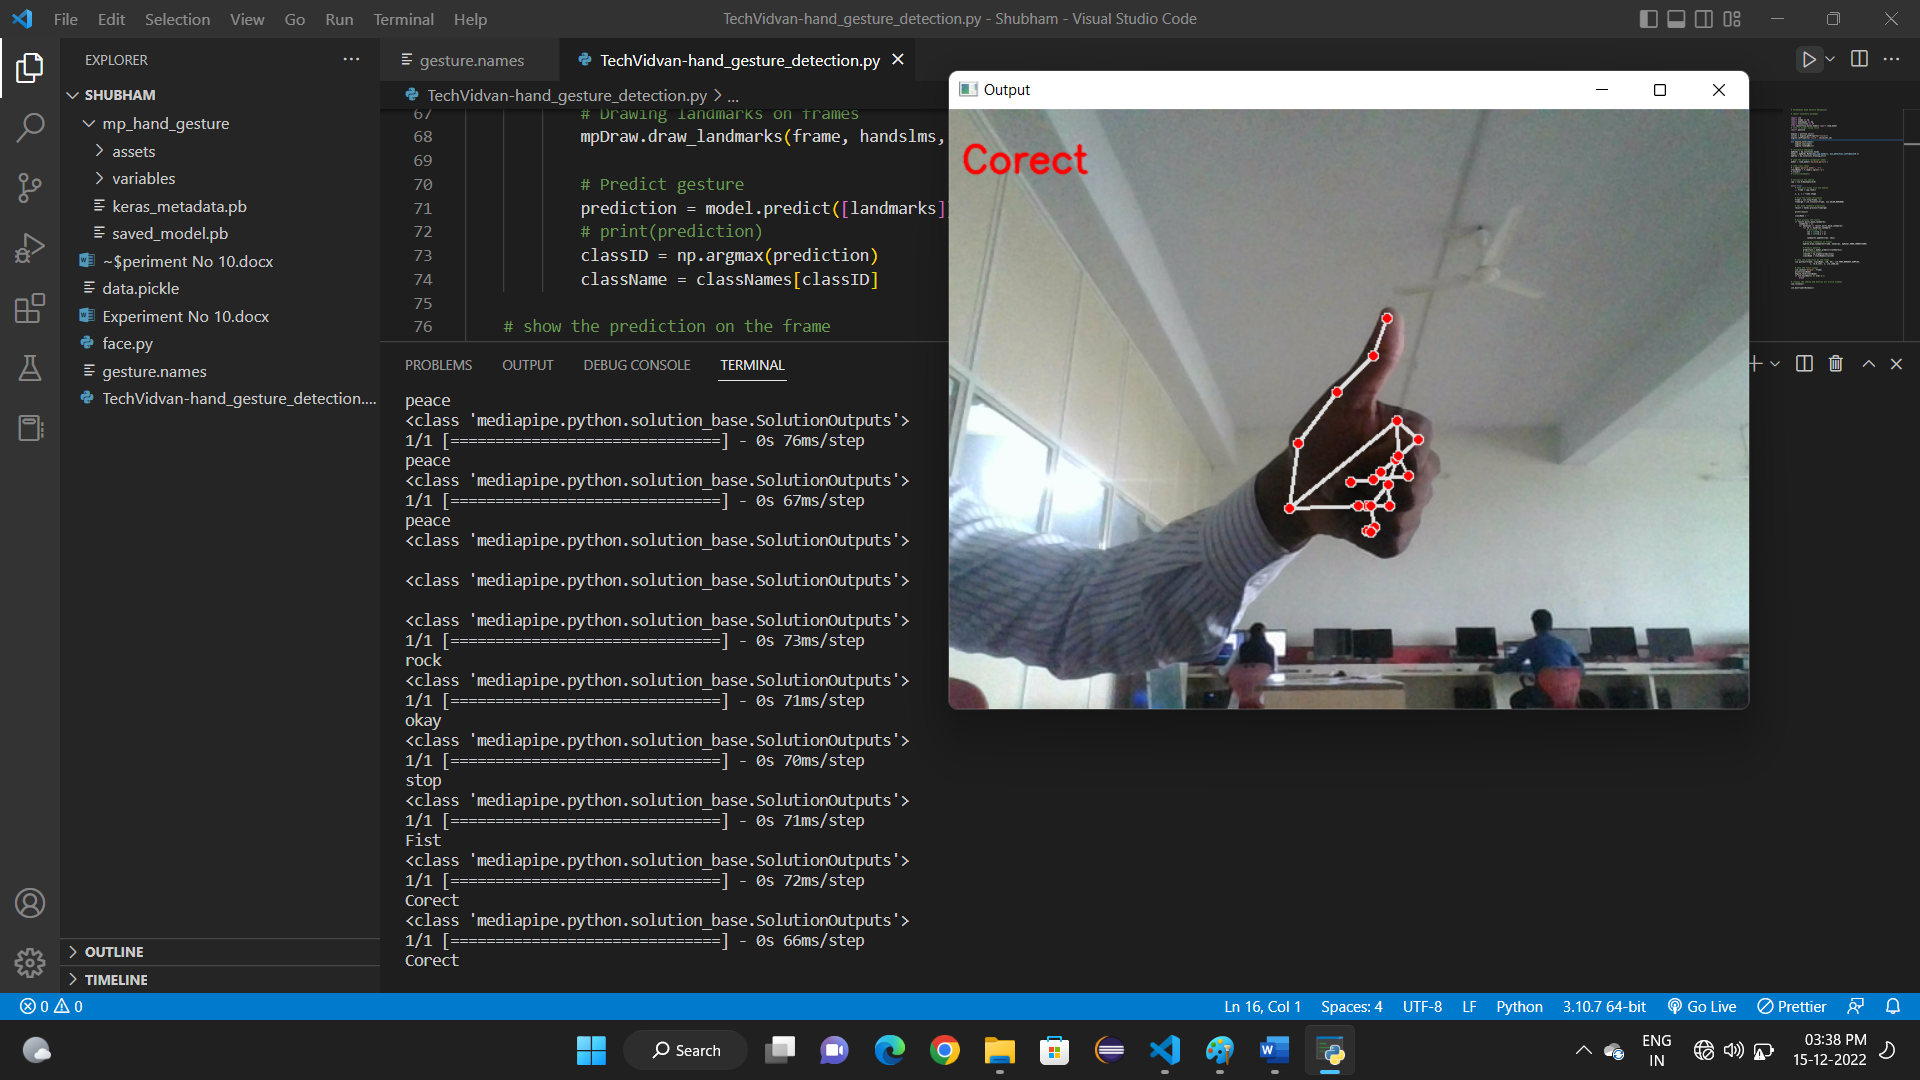 File Edit Selection View Go Run Terminal Help
TechVidvan-hand_gesture_detection.py - Shubham - Visual Studio Code
EXPLORER
SHUBHAM
mp_hand_gesture
assets
variables
keras_metadata.pb
saved_model.pb
~$periment No 10.docx
data.pickle
Experiment No 10.docx
face.py
gesture.names
TechVidvan-hand_gesture_detection....
OUTLINE
TIMELINE
gesture.names
TechVidvan-hand_gesture_detection.py
TechVidvan-hand_gesture_detection.py > ...
67 # Drawing landmarks on frames
68 mpDraw.draw_landmarks(frame, handslms,
69
70 # Predict gesture
71 prediction = model.predict([landmarks]
72 # print(prediction)
73 classID = np.argmax(prediction)
74 className = classNames[classID]
75
76 # show the prediction on the frame
PROBLEMS OUTPUT DEBUG CONSOLE TERMINAL
peace
<class 'mediapipe.python.solution_base.SolutionOutputs'>
1/1 [==============================] - 0s 76ms/step
peace
<class 'mediapipe.python.solution_base.SolutionOutputs'>
1/1 [==============================] - 0s 67ms/step
peace
<class 'mediapipe.python.solution_base.SolutionOutputs'>
<class 'mediapipe.python.solution_base.SolutionOutputs'>
<class 'mediapipe.python.solution_base.SolutionOutputs'>
1/1 [==============================] - 0s 73ms/step
rock
<class 'mediapipe.python.solution_base.SolutionOutputs'>
1/1 [==============================] - 0s 71ms/step
okay
<class 'mediapipe.python.solution_base.SolutionOutputs'>
1/1 [==============================] - 0s 70ms/step
stop
<class 'mediapipe.python.solution_base.SolutionOutputs'>
1/1 [==============================] - 0s 71ms/step
Fist
<class 'mediapipe.python.solution_base.SolutionOutputs'>
1/1 [==============================] - 0s 72ms/step
Corect
<class 'mediapipe.python.solution_base.SolutionOutputs'>
1/1 [==============================] - 0s 66ms/step
Corect
Output
Corect
0 0
Ln 16, Col 1 Spaces: 4 UTF-8 LF Python 3.10.7 64-bit Go Live Prettier
Search
ENG
IN
03:38 PM
15-12-2022